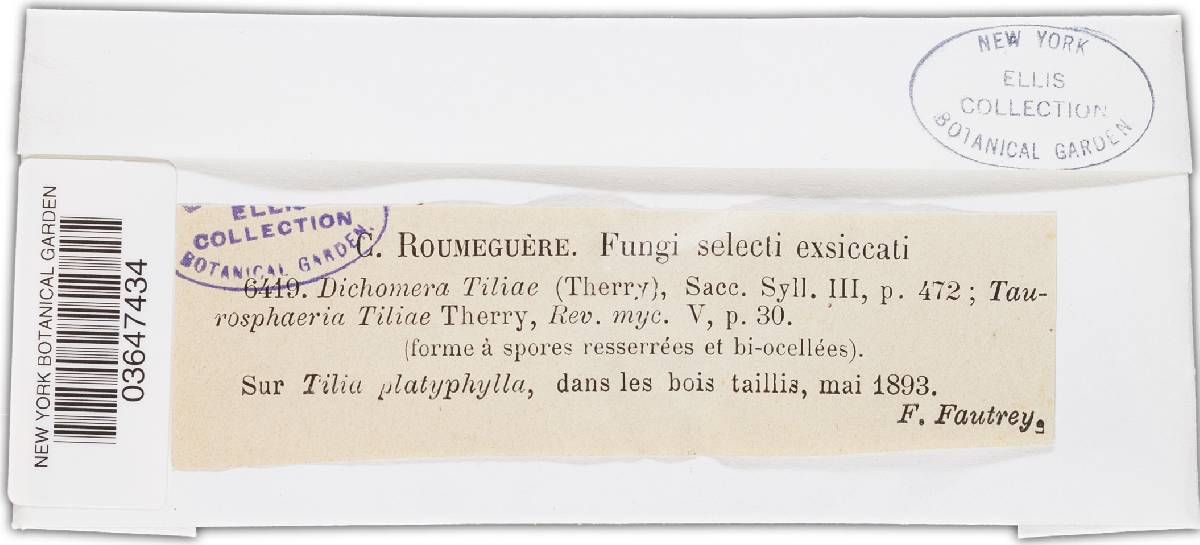 NEW YORK
ELLIS
COLLECTION
BOTANICAL GARDEN
NEW YORK BOTANICAL GARDEN
03647434
ELLIS
COLLECTION
BOTANICAL GARDEN.
C. ROUMEGUÈRE. Fungi selecti exsiccati
6419. Dichomera Tiliae (Therry), Sacc. Syll. III, p. 472 ; Tau-
rosphaeria Tiliae Therry, Rev. myc. V, p. 30.
(forme à spores resserrées et bi-ocellées).
Sur Tilia platyphylla, dans les bois taillis, mai 1893.
F. Fautrey.